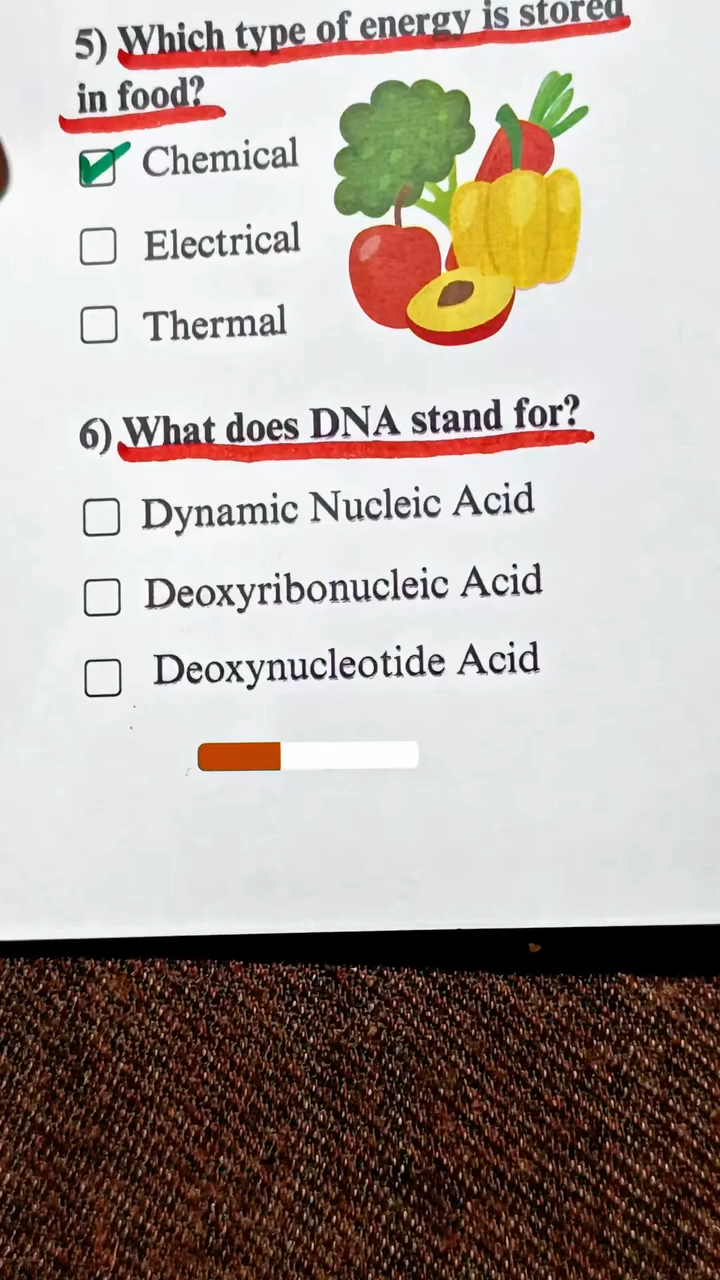 5) Which type of energy is stored
in food?
Chemical
Electrical
Thermal
6) What does DNA stand for?
Dynamic Nucleic Acid
Deoxyribonucleic Acid
Deoxynucleotide Acid